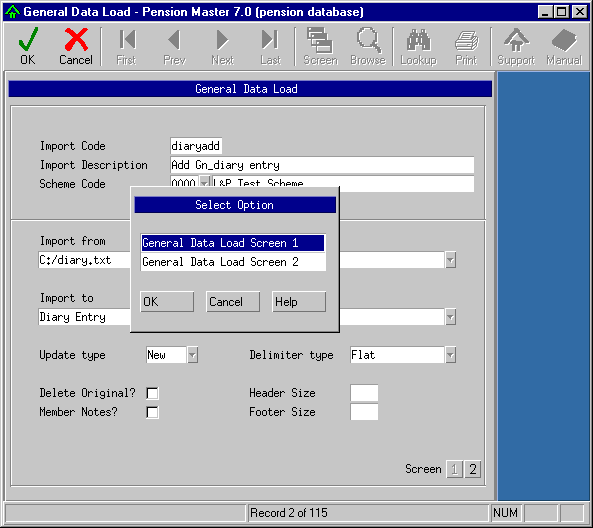 General Data Load - Pension Master 7.0 (pension database)
OK Cancel First Prev Next Last Screen Browse Lookup Print Support Manual
General Data Load
Import Code diaryadd
Import Description Add Gn_diary entry
Scheme Code 0000 L&P Test Scheme
Select Option
General Data Load Screen 1
General Data Load Screen 2
OK Cancel Help
Import from
C:/diary.txt
Import to
Diary Entry
Update type New Delimiter type Flat
Delete Original? Header Size
Member Notes? Footer Size
Screen 1 2
Record 2 of 115 NUM